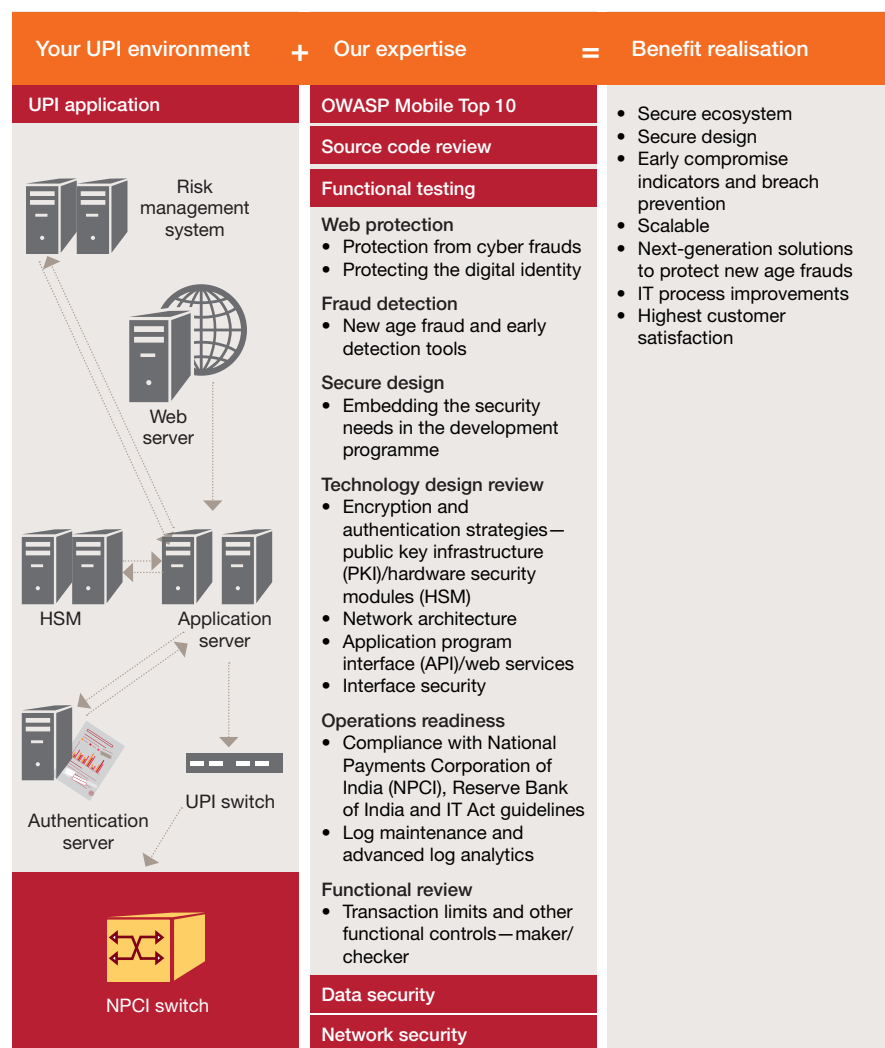 Your UPI environment + Our expertise = Benefit realisation
UPI application
Risk
management
system
Web
server
HSM
Application
server
Authentication
server
UPI switch
NPCI switch
OWASP Mobile Top 10
Source code review
Functional testing
Web protection
• Protection from cyber frauds
• Protecting the digital identity
Fraud detection
• New age fraud and early
detection tools
Secure design
• Embedding the security
needs in the development
programme
Technology design review
• Encryption and
authentication strategies—
public key infrastructure
(PKI)/hardware security
modules (HSM)
• Network architecture
• Application program
interface (API)/web services
• Interface security
Operations readiness
• Compliance with National
Payments Corporation of
India (NPCI), Reserve Bank
of India and IT Act guidelines
• Log maintenance and
advanced log analytics
Functional review
• Transaction limits and other
functional controls—maker/
checker
Data security
Network security
• Secure ecosystem
• Secure design
• Early compromise
indicators and breach
prevention
• Scalable
• Next-generation solutions
to protect new age frauds
• IT process improvements
• Highest customer
satisfaction